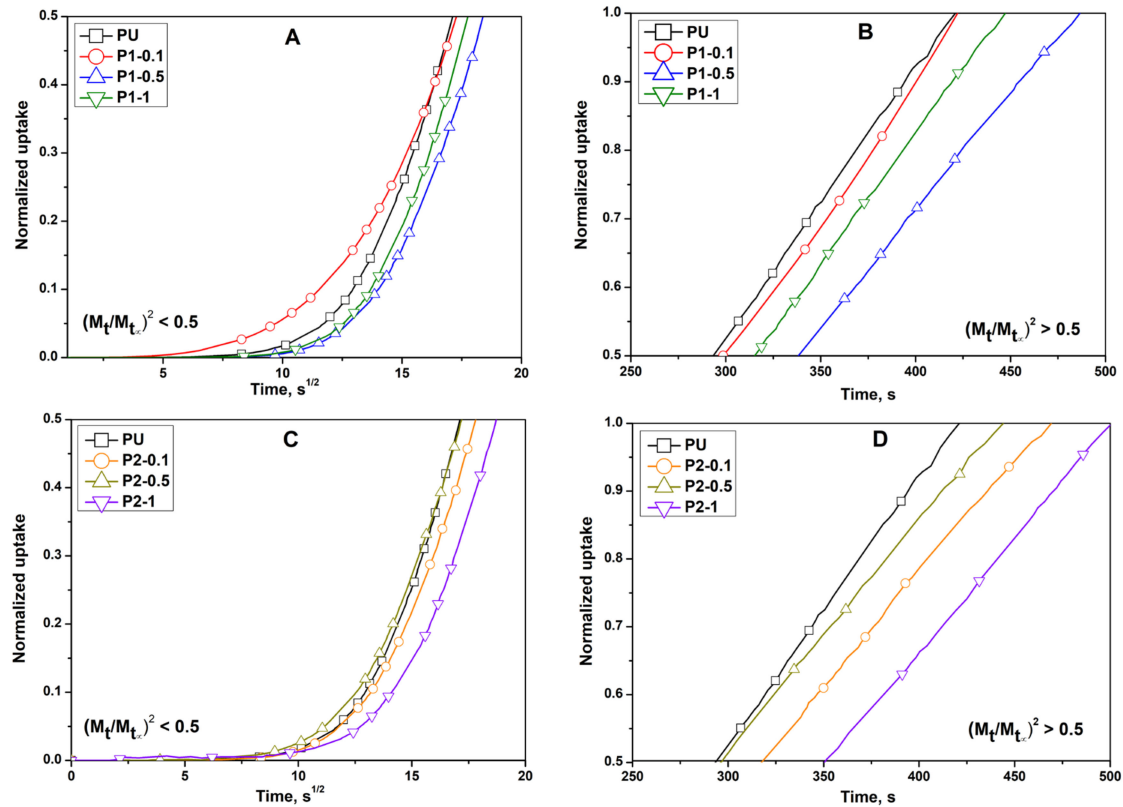 A
PU
P1-0.1
P1-0.5
P1-1
Normalized uptake
0.5
0.4
0.3
0.2
0.1
0.0
(Mt/Mt∞)² < 0.5
5
10
15
20
Time, s1/2
B
PU
P1-0.1
P1-0.5
P1-1
Normalized uptake
1.0
0.9
0.8
0.7
0.6
0.5
(Mt/Mt∞)² > 0.5
250
300
350
400
450
500
Time, s
C
PU
P2-0.1
P2-0.5
P2-1
Normalized uptake
0.5
0.4
0.3
0.2
0.1
0.0
(Mt/Mt∞)² < 0.5
0
5
10
15
20
Time, s1/2
D
PU
P2-0.1
P2-0.5
P2-1
Normalized uptake
1.0
0.9
0.8
0.7
0.6
0.5
(Mt/Mt∞)² > 0.5
250
300
350
400
450
500
Time, s